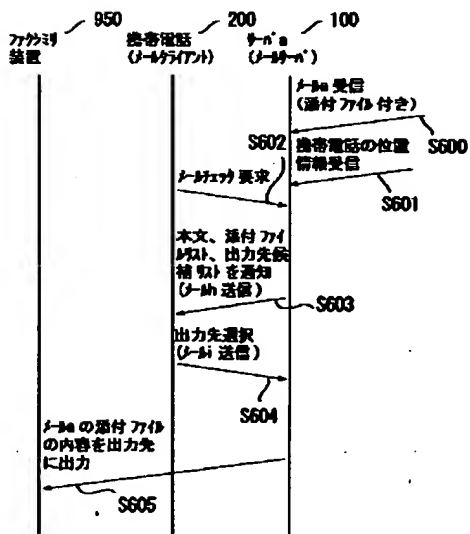 950
200
100
ファクシミリ
装置
携帯電話
(メールクライアント)
サーバa
(メールサーバ)
メールa 受信
(添付ファイル 付き)
S600
S602
携帯電話の位置
情報受信
S601
メールチェック 要求
本文、添付ファイ
ルリスト、出力先候
補リストを通知
(メールh 送信)
S603
出力先選択
(メールi 送信)
S604
メールaの添付ファイル
の内容を出力先
に出力
S605